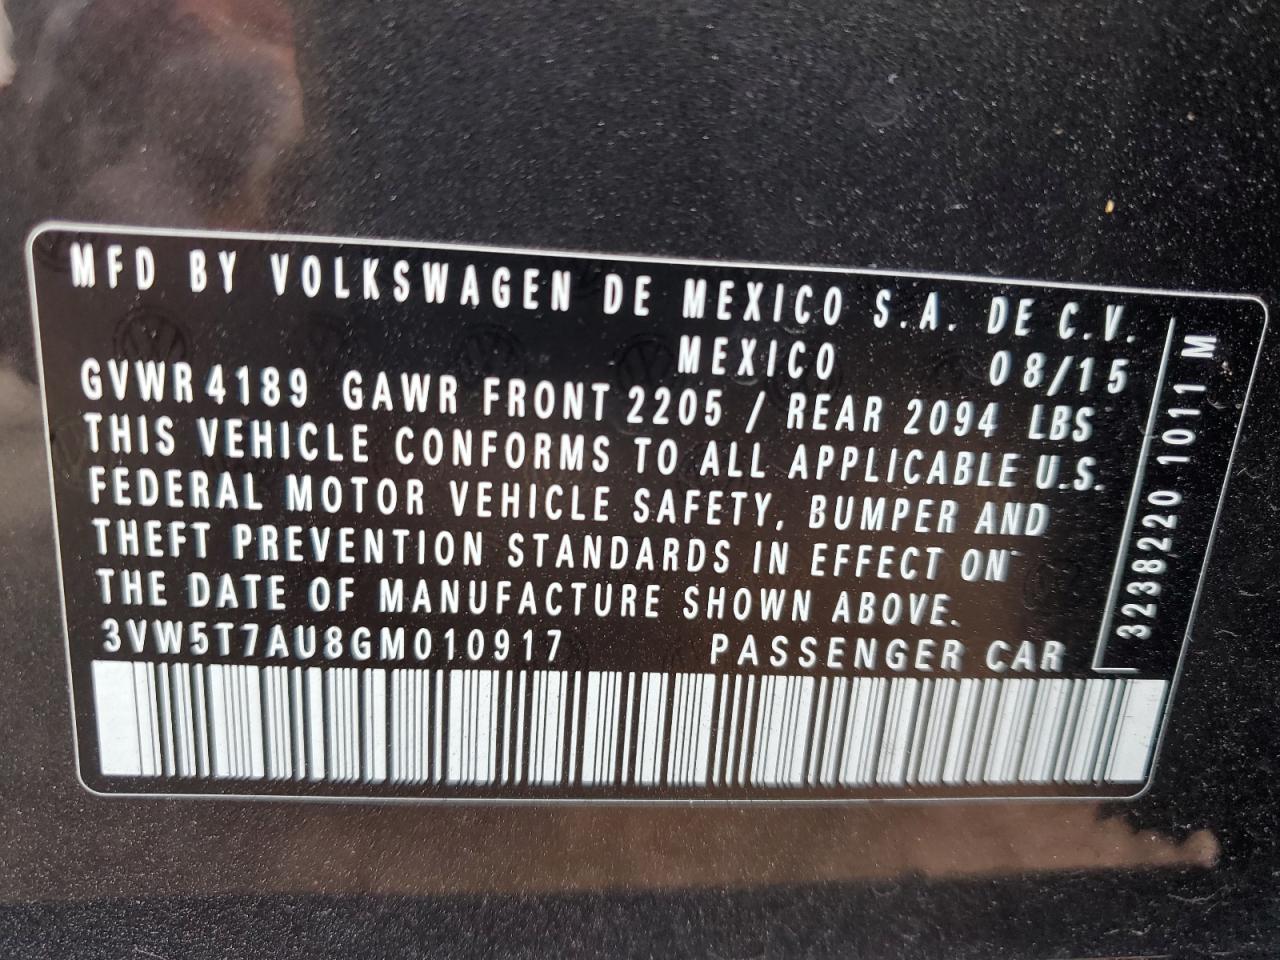 MFD BY VOLKSWAGEN DE MEXICO S.A. DE C.V.
MEXICO 08/15
GVWR 4189 GAWR FRONT 2205 / REAR 2094 LBS
THIS VEHICLE CONFORMS TO ALL APPLICABLE U.S.
FEDERAL MOTOR VEHICLE SAFETY, BUMPER AND
THEFT PREVENTION STANDARDS IN EFFECT ON
THE DATE OF MANUFACTURE SHOWN ABOVE.
3VW5T7AU8GM010917 PASSENGER CAR
3238220 1011 M